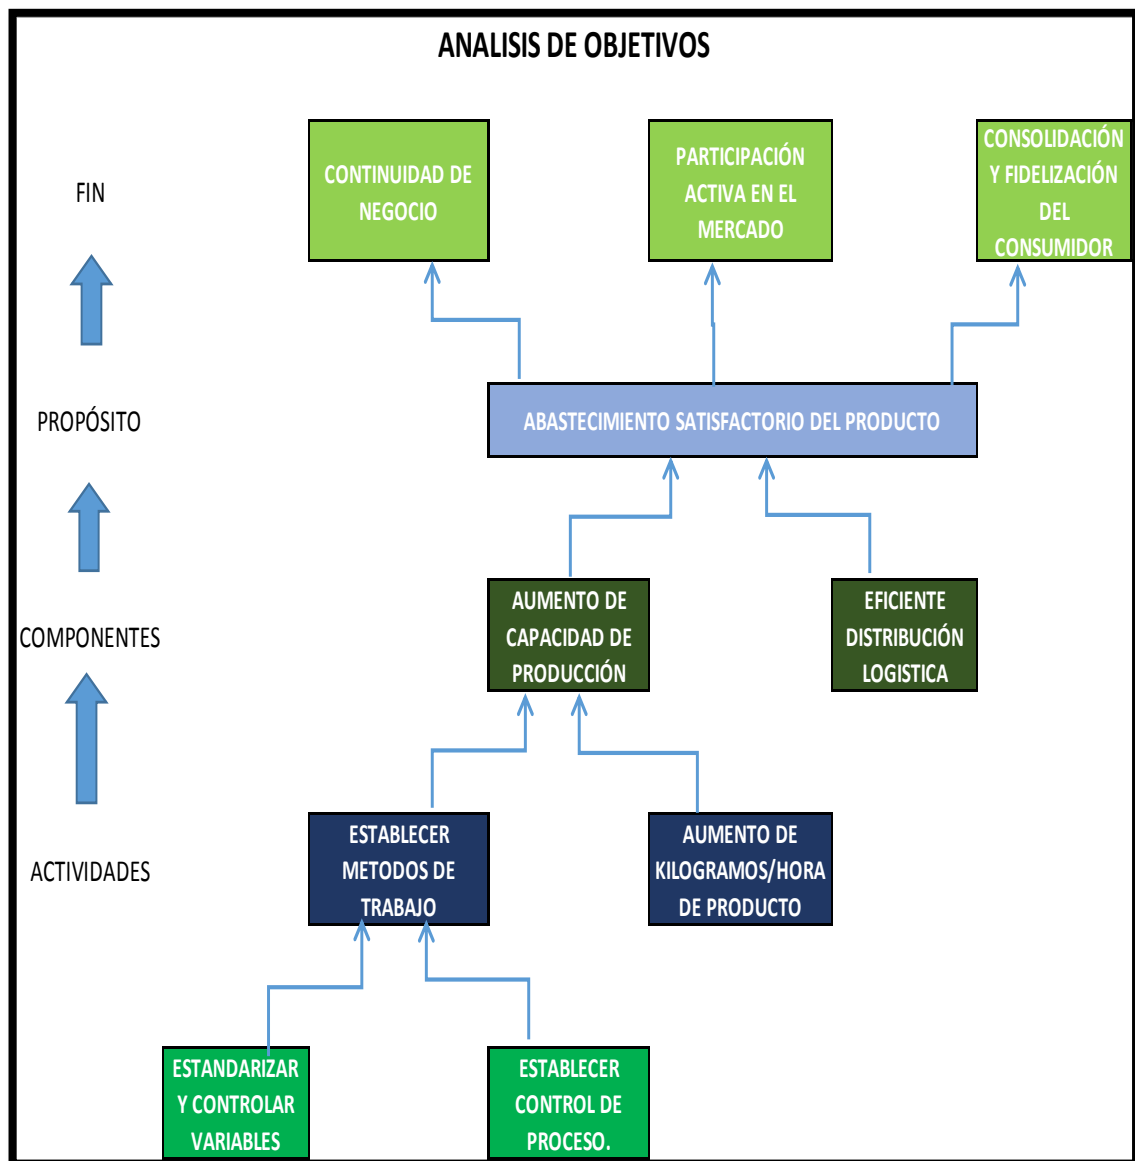 ANALISIS DE OBJETIVOS
FIN
CONTINUIDAD DE
NEGOCIO
PARTICIPACIÓN
ACTIVA EN EL
MERCADO
CONSOLIDACIÓN
Y FIDELIZACIÓN
DEL
CONSUMIDOR
PROPÓSITO
ABASTECIMIENTO SATISFACTORIO DEL PRODUCTO
COMPONENTES
AUMENTO DE
CAPACIDAD DE
PRODUCCIÓN
EFICIENTE
DISTRIBUCIÓN
LOGISTICA
ACTIVIDADES
ESTABLECER
METODOS DE
TRABAJO
AUMENTO DE
KILOGRAMOS/HORA
DE PRODUCTO
ESTANDARIZAR
Y CONTROLAR
VARIABLES
ESTABLECER
CONTROL DE
PROCESO.